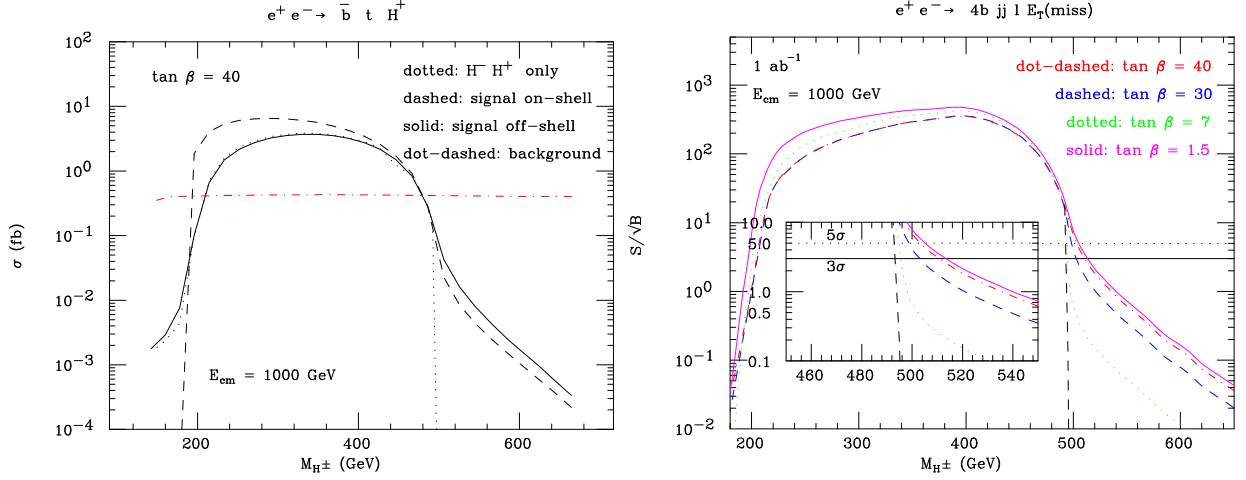 e⁺ e⁻→ b̄ t H⁺
tan β = 40
dotted: H⁻ H⁺ only
dashed: signal on-shell
solid: signal off-shell
dot-dashed: background
E_cm = 1000 GeV
σ (fb)
10²
10¹
10⁰
10⁻¹
10⁻²
10⁻³
10⁻⁴
200 400 600
M_H± (GeV)
e⁺ e⁻→ 4b jj l E_T(miss)
1 ab⁻¹
E_cm = 1000 GeV
dot-dashed: tan β = 40
dashed: tan β = 30
dotted: tan β = 7
solid: tan β = 1.5
S/√B
10³
10²
10¹
10⁰
10⁻¹
10⁻²
10.0
5.0
1.0
0.5
0.1
5σ
3σ
460 480 500 520 540
200 300 400 500 600
M_H± (GeV)